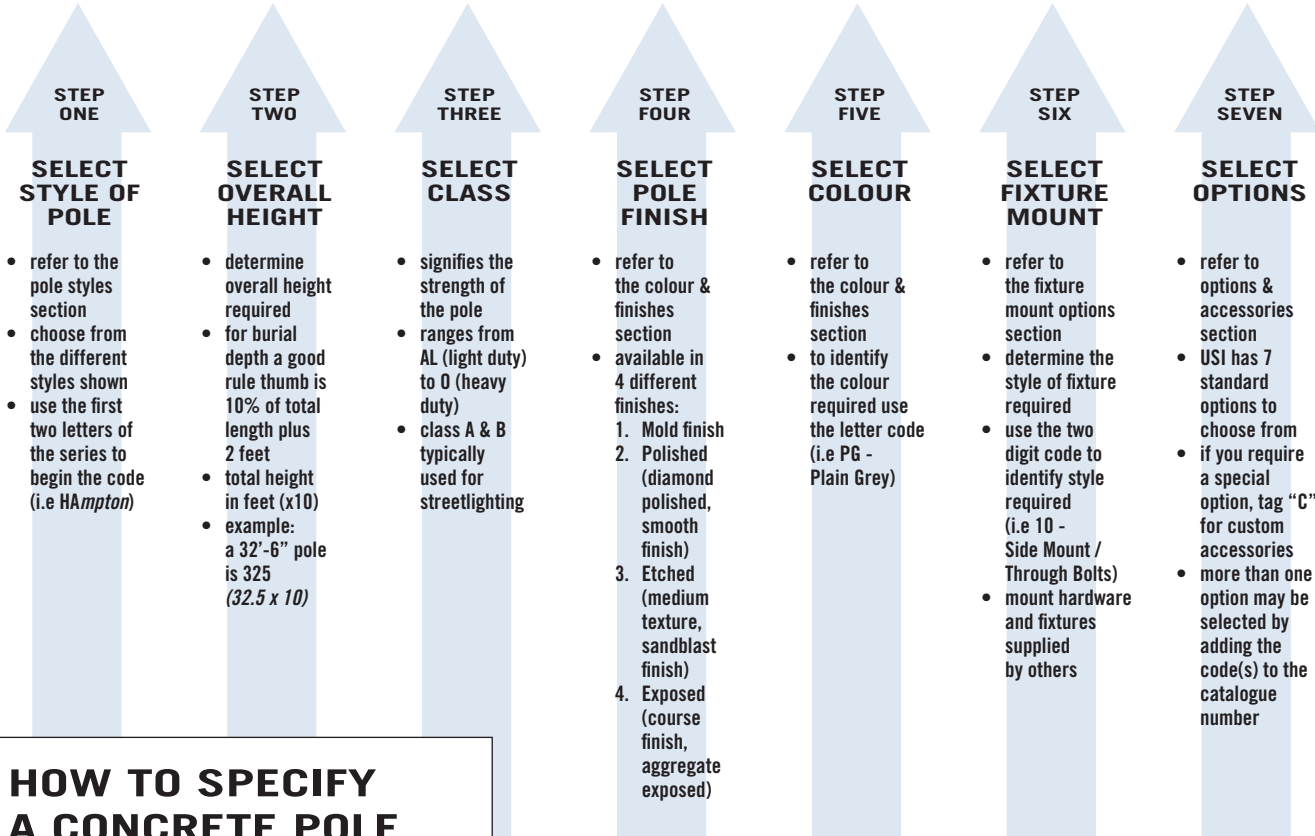 STEP
ONE
SELECT
STYLE OF
POLE
• refer to the
pole styles
section
• choose from
the different
styles shown
• use the first
two letters of
the series to
begin the code
(i.e HAmpton)
STEP
TWO
SELECT
OVERALL
HEIGHT
• determine
overall height
required
• for burial
depth a good
rule thumb is
10% of total
length plus
2 feet
• total height
in feet (x10)
• example:
a 32’-6” pole
is 325
(32.5 x 10)
STEP
THREE
SELECT
CLASS
• signifies the
strength of
the pole
• ranges from
AL (light duty)
to O (heavy
duty)
• class A & B
typically
used for
streetlighting
STEP
FOUR
SELECT
POLE
FINISH
• refer to
the colour &
finishes
section
• available in
4 different
finishes:
1. Mold finish
2. Polished
(diamond
polished,
smooth
finish)
3. Etched
(medium
texture,
sandblast
finish)
4. Exposed
(course
finish,
aggregate
exposed)
STEP
FIVE
SELECT
COLOUR
• refer to
the colour &
finishes
section
• to identify
the colour
required use
the letter code
(i.e PG -
Plain Grey)
STEP
SIX
SELECT
FIXTURE
MOUNT
• refer to
the fixture
mount options
section
• determine the
style of fixture
required
• use the two
digit code to
identify style
required
(i.e 10 -
Side Mount /
Through Bolts)
• mount hardware
and fixtures
supplied
by others
STEP
SEVEN
SELECT
OPTIONS
• refer to
options &
accessories
section
• USI has 7
standard
options to
choose from
• if you require
a special
option, tag “C”
for custom
accessories
• more than one
option may be
selected by
adding the
code(s) to the
catalogue
number
HOW TO SPECIFY
A CONCRETE POLE